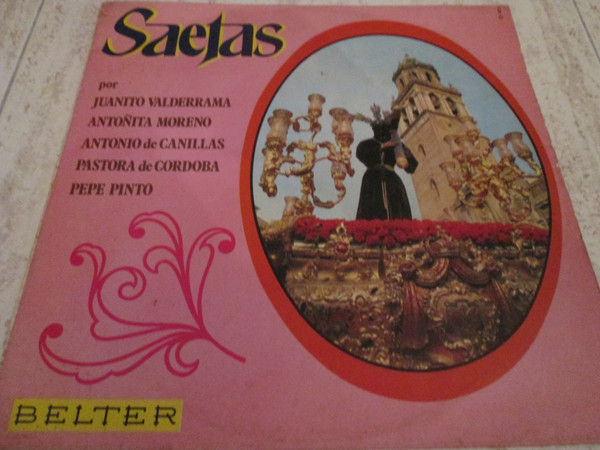 Saetas
por
JUANITO VALDERRAMA
ANTOÑITA MORENO
ANTONIO de CANILLAS
PASTORA de CORDOBA
PEPE PINTO
BELTER